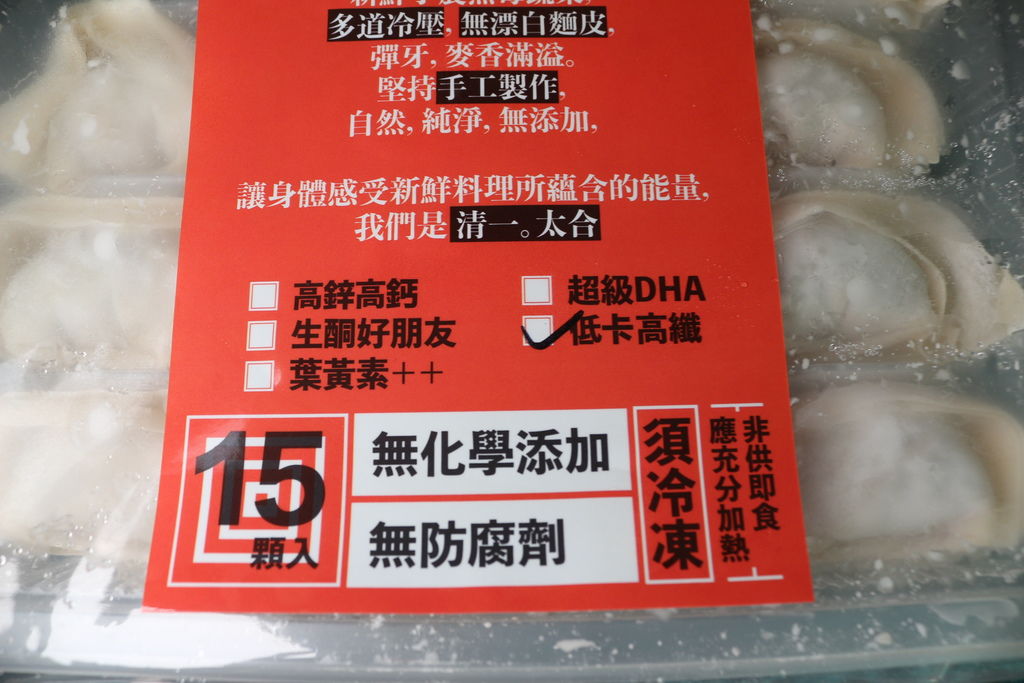 多道冷壓, 無漂白麵皮,
彈牙, 麥香滿溢。
堅持手工製作,
自然, 純淨, 無添加,
讓身體感受新鮮料理所蘊含的能量,
我們是 清一。太合
高鋅高鈣
超級DHA
生酮好朋友
低卡高纖
葉黃素++
15
顆入
無化學添加
無防腐劑
須冷凍
非供即食
應充分加熱